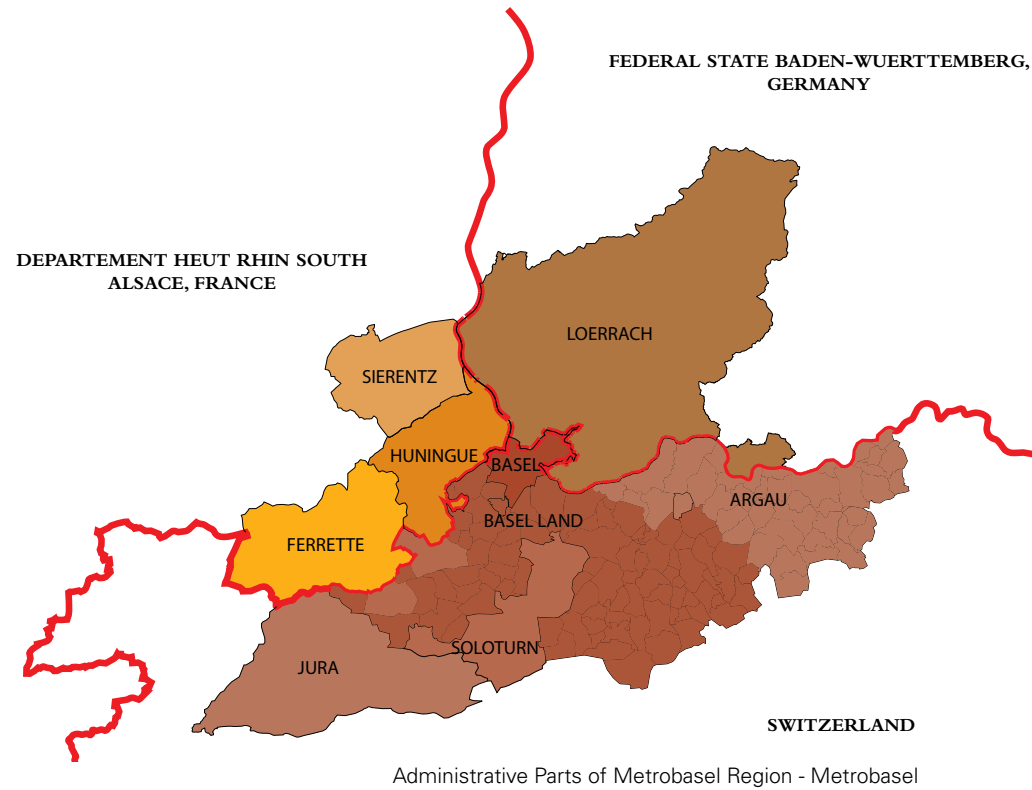 FEDERAL STATE BADEN-WUERTTEMBERG,
GERMANY
DEPARTEMENT HEUT RHIN SOUTH
ALSACE, FRANCE
LOERRACH
SIERENTZ
HUNINGUE
BASEL
ARGAU
BASEL LAND
FERRETTE
SOLOTURN
JURA
SWITZERLAND
Administrative Parts of Metrobasel Region - Metrobasel